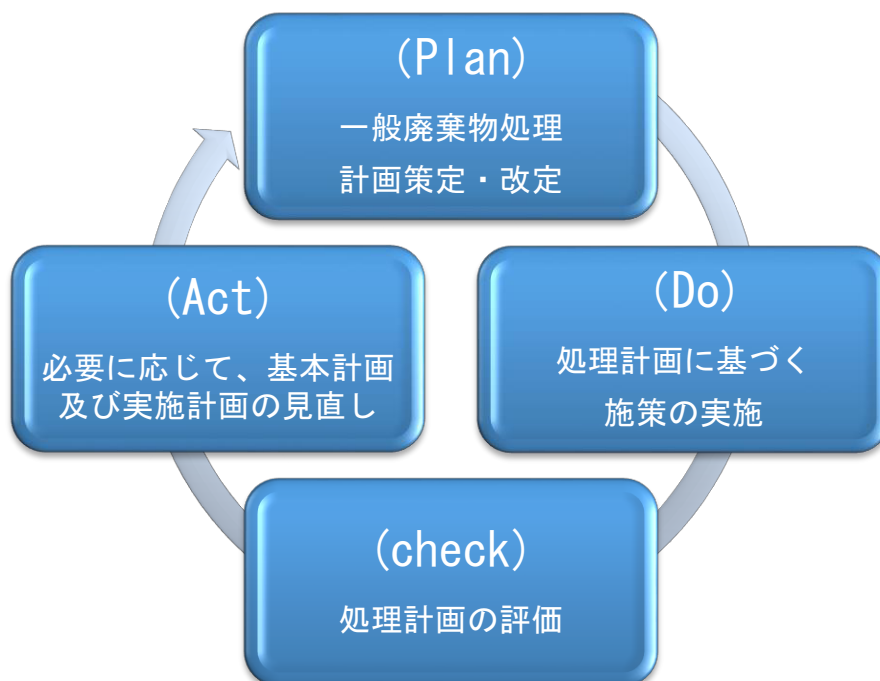 (Plan)
一般廃棄物処理
計画策定・改定
(Act)
必要に応じて、基本計画
及び実施計画の見直し
(Do)
処理計画に基づく
施策の実施
(check)
処理計画の評価